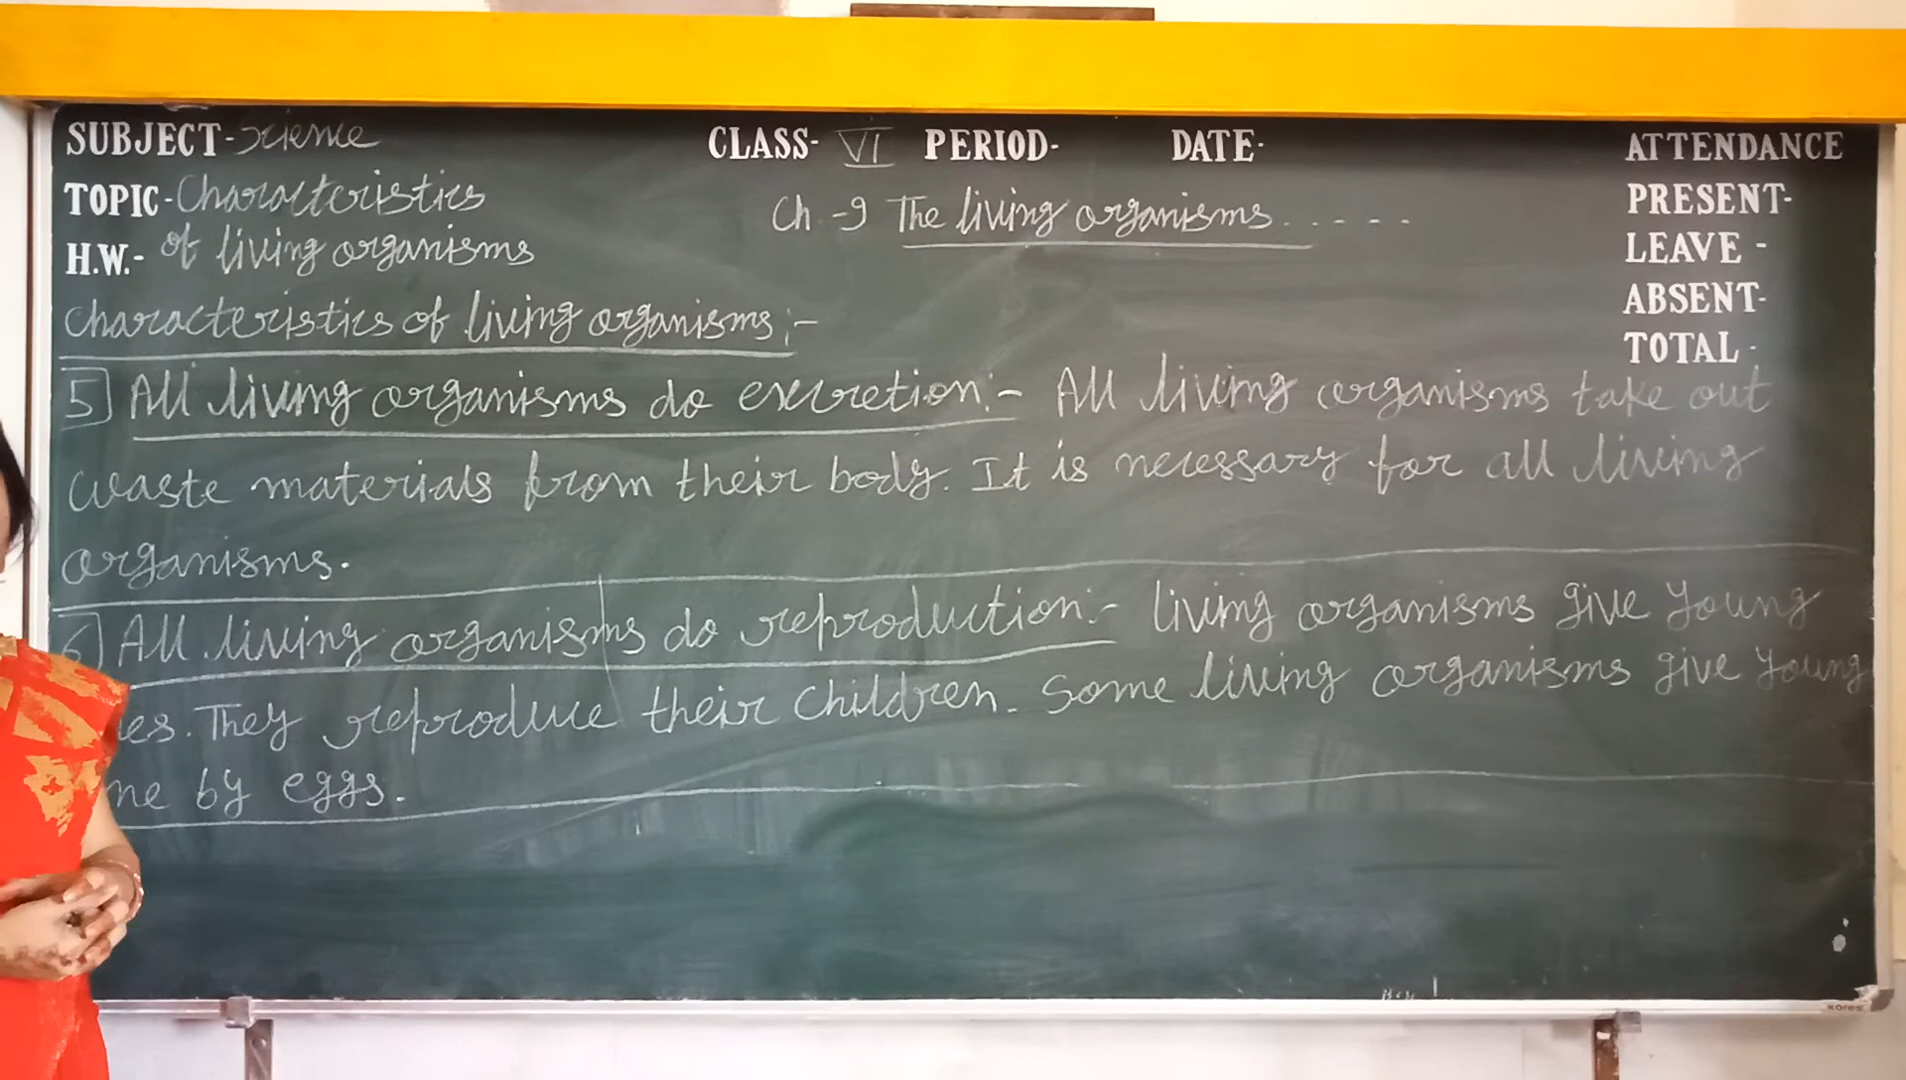 SUBJECT- Science CLASS- VI PERIOD- DATE- ATTENDANCE
TOPIC- Characteristics Ch - 9 The living organisms..... PRESENT-
H.W.- of living organisms LEAVE -
ABSENT-
Characteristics of living organisms :-
TOTAL -
5] All living organisms do excretion:- All living organisms take out
waste materials from their body. It is necessary for all living
organisms.
6] All living organisms do reproduction:- living organisms give young
They reproduce their children. Some living organisms give young
by eggs.
kores